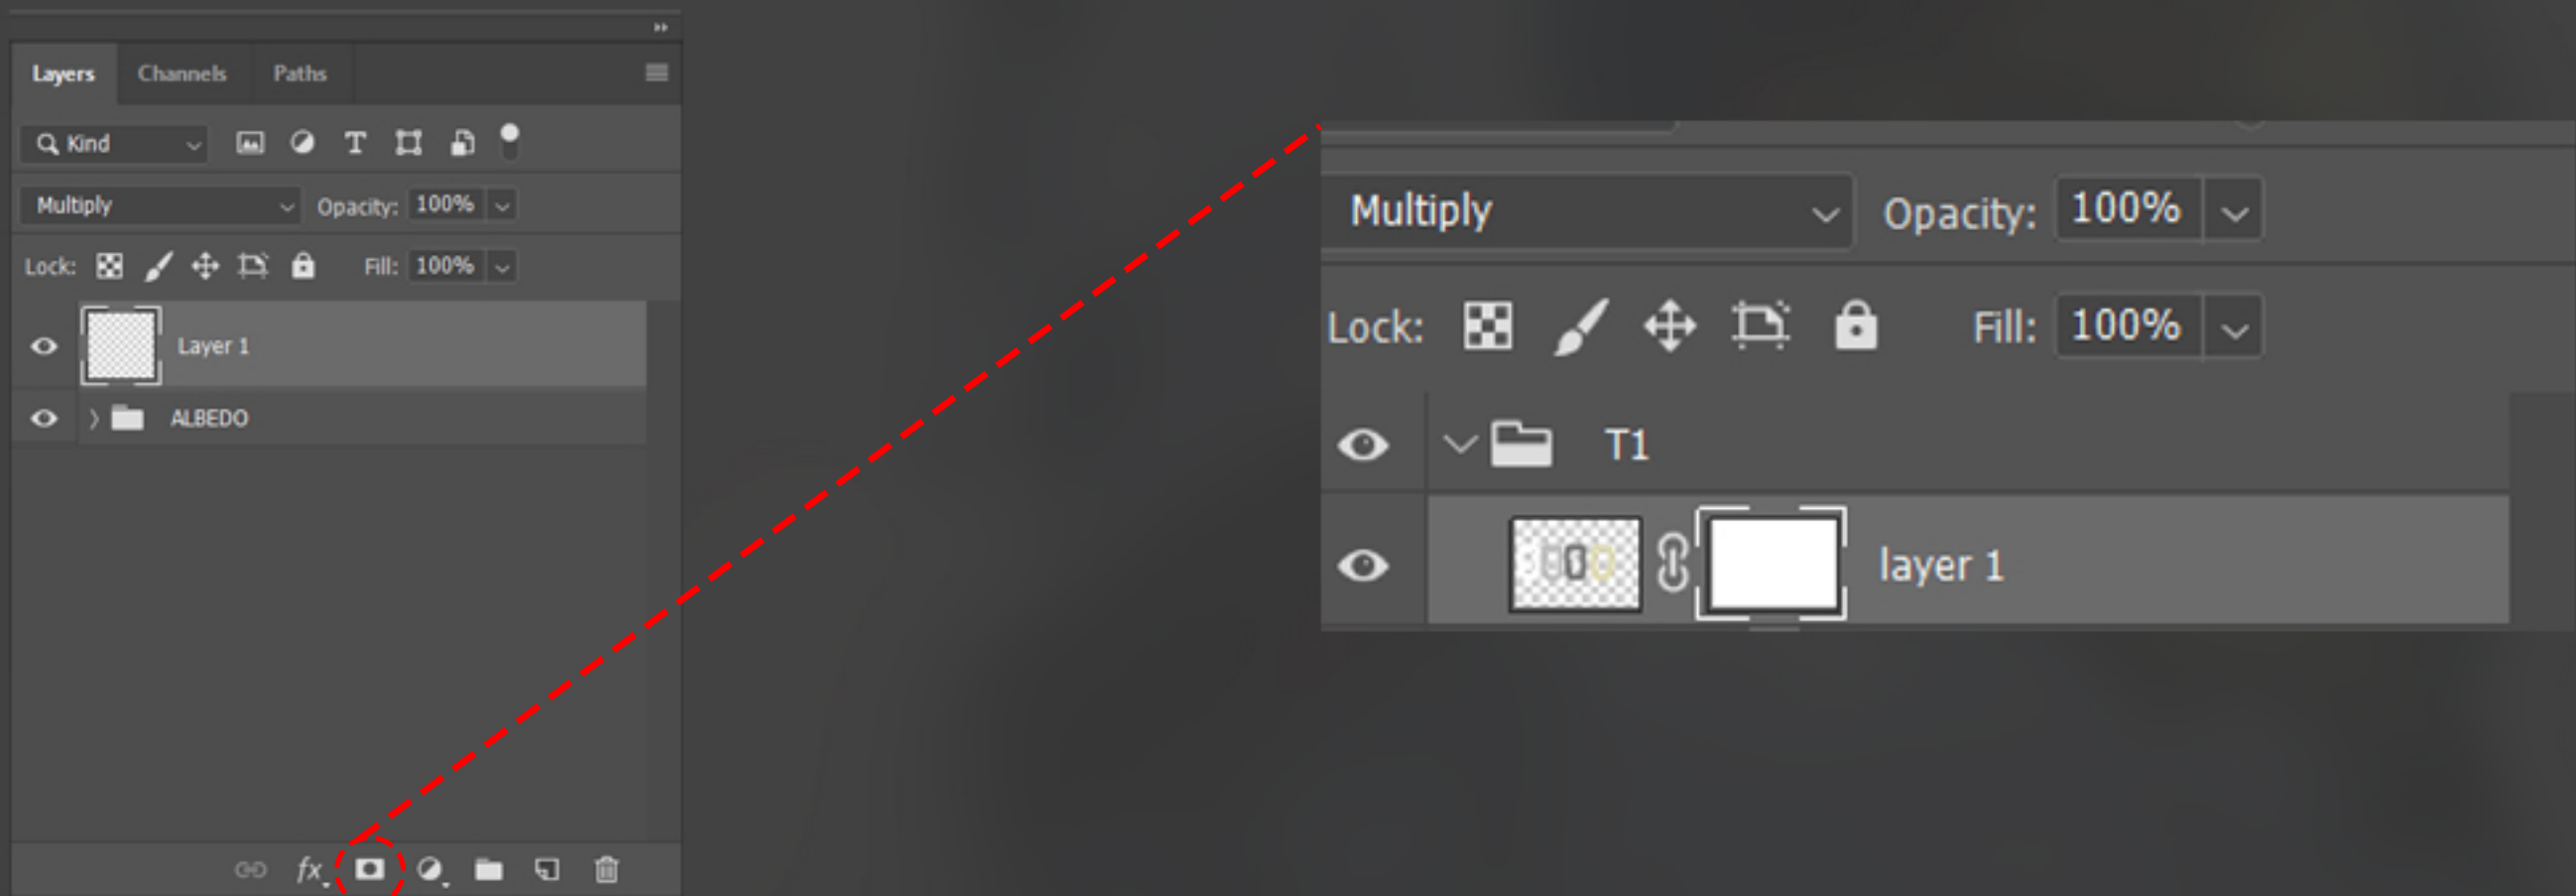 Layers Channels Paths
Kind
Multiply Opacity: 100%
Lock: Fill: 100%
Layer 1
ALBEDO
fx
Multiply Opacity: 100%
Lock: Fill: 100%
T1
layer 1